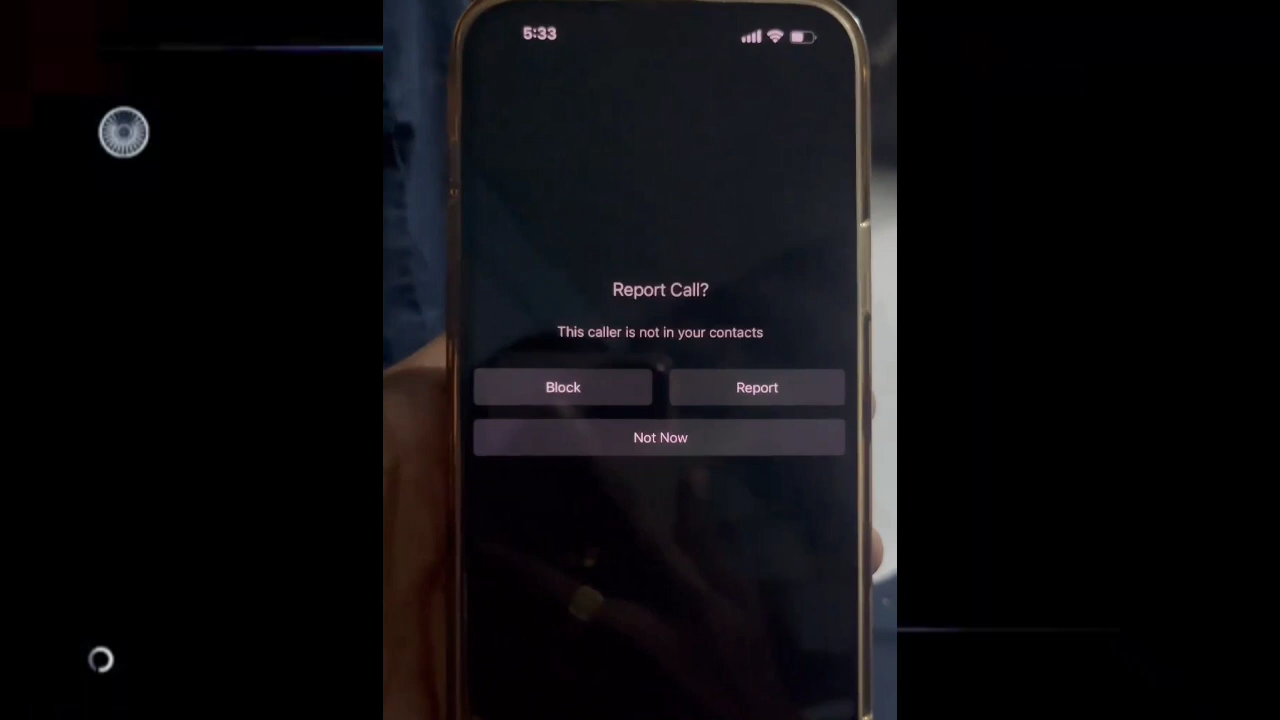 5:33
Report Call?
This caller is not in your contacts
Block
Report
Not Now